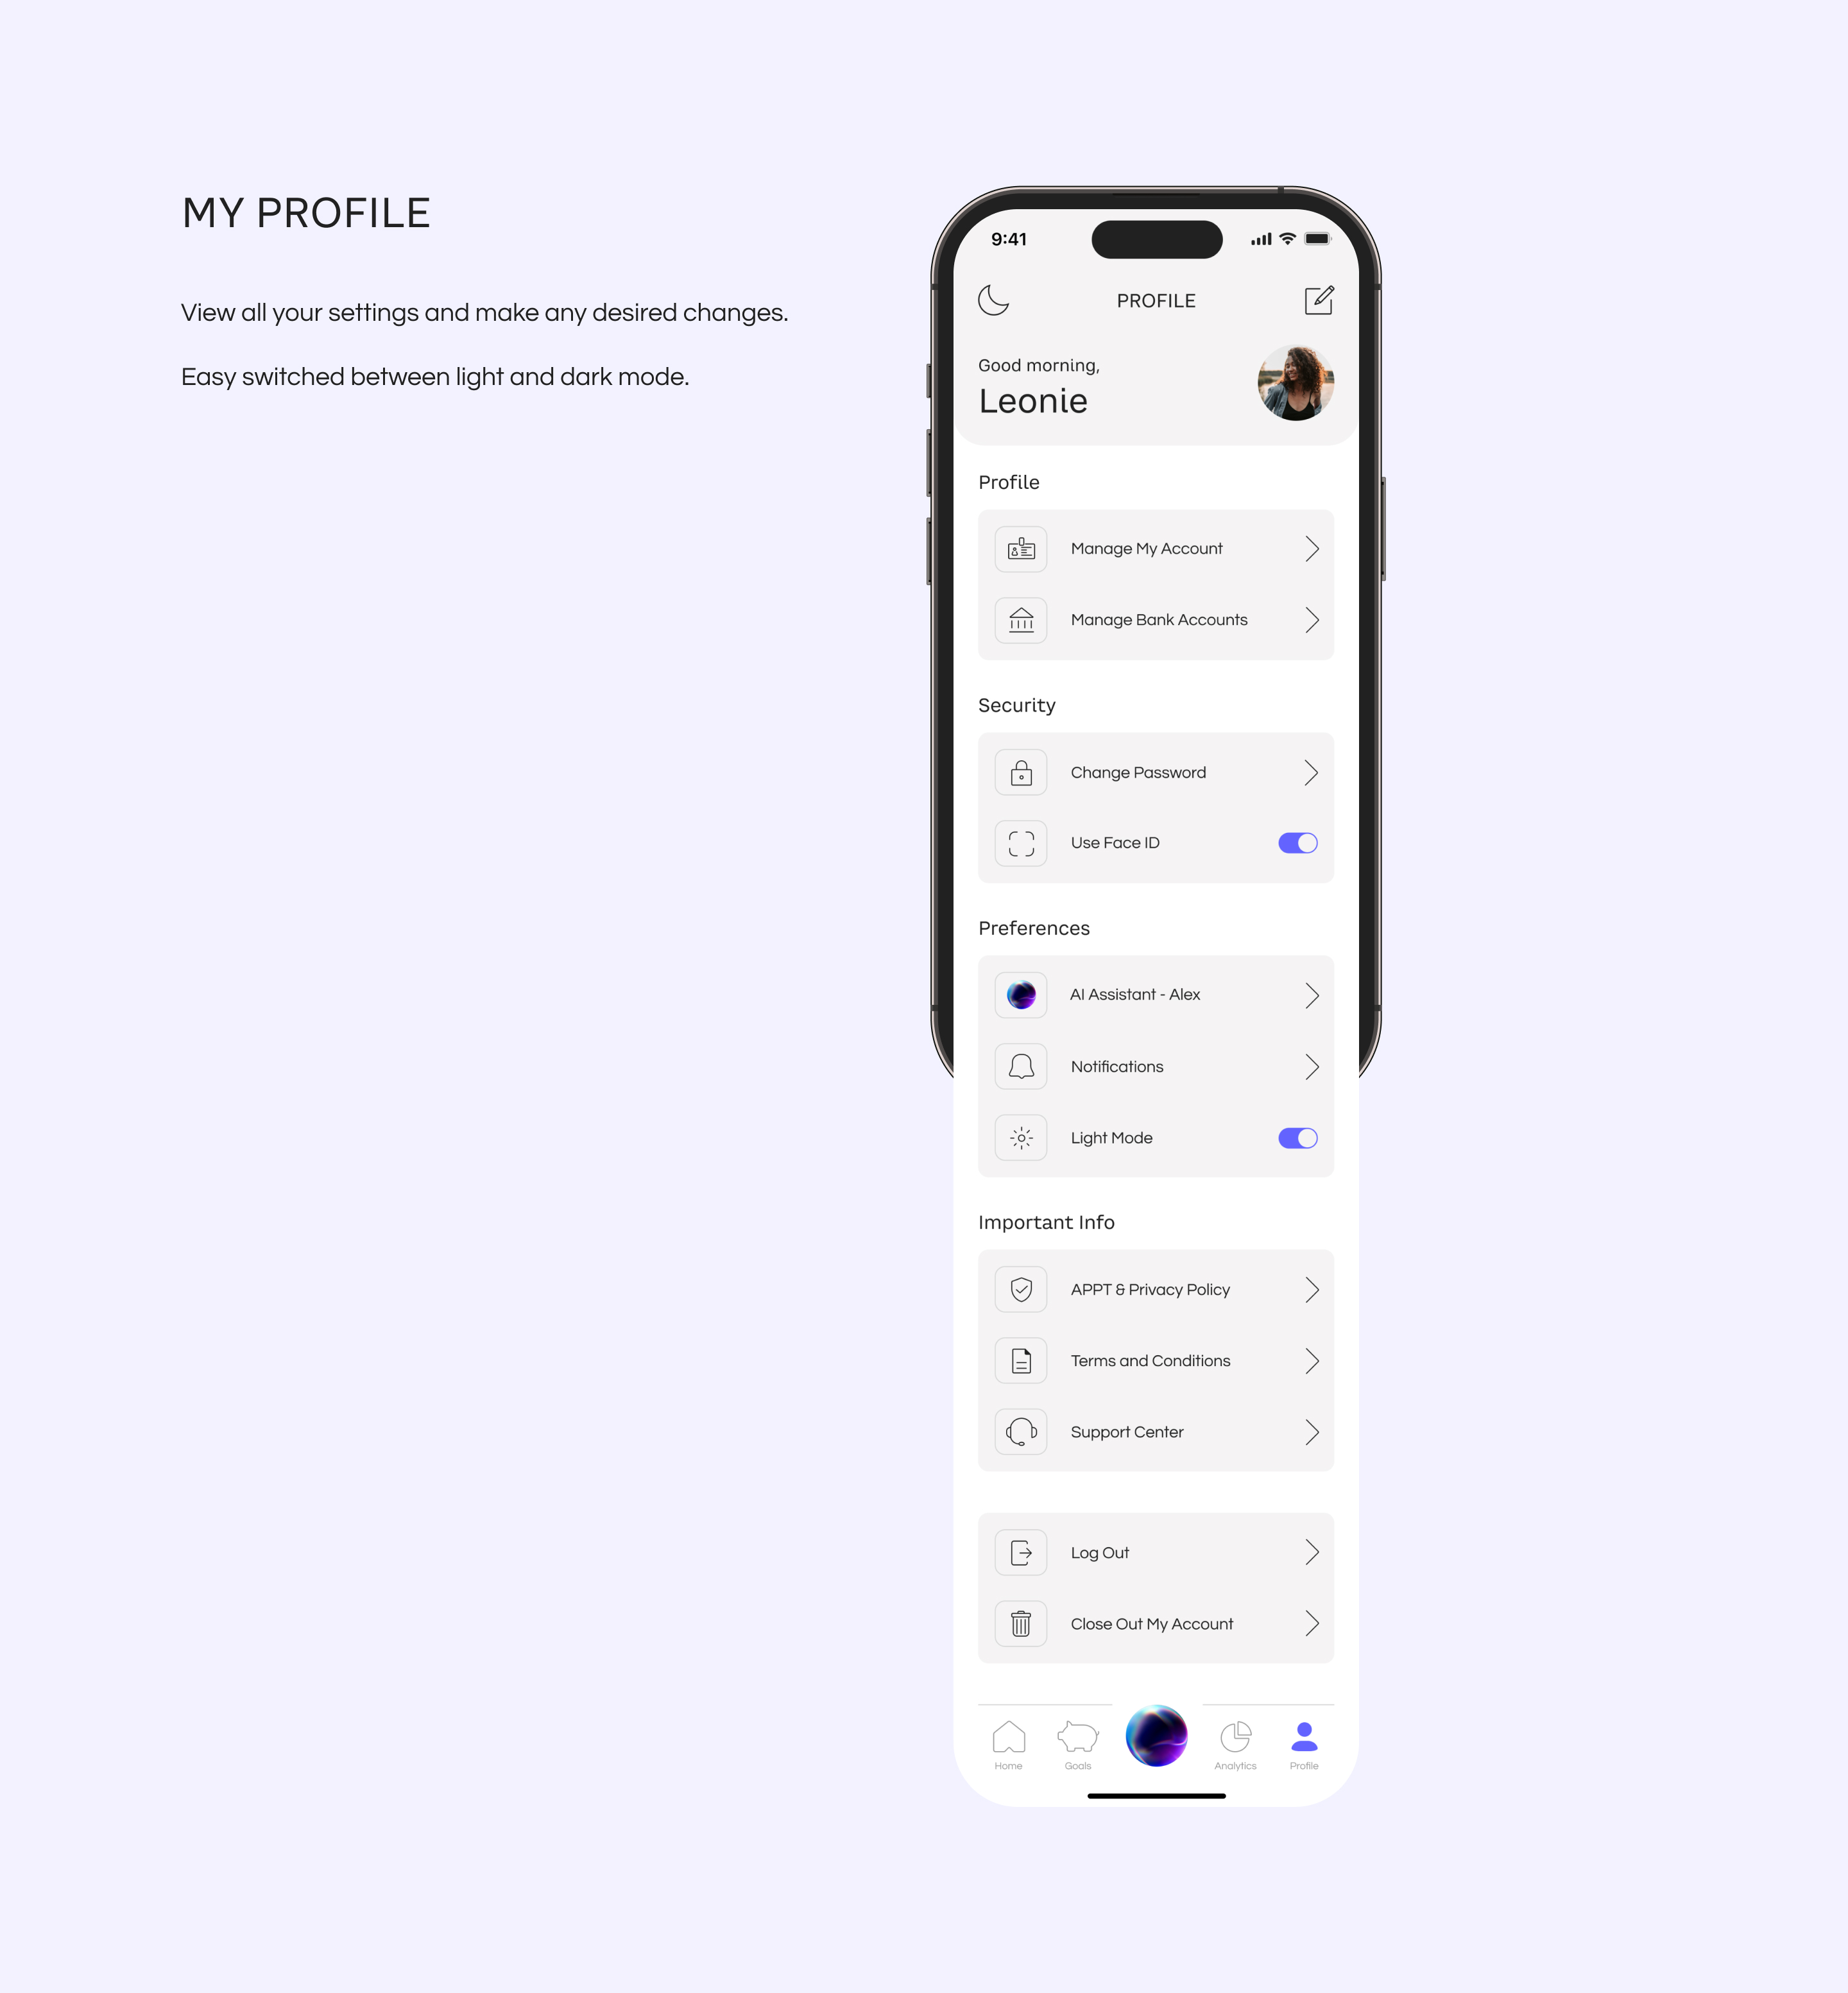 MY PROFILE
View all your settings and make any desired changes.
Easy switched between light and dark mode.
9:41
PROFILE
Good morning,
Leonie
Profile
Manage My Account
Manage Bank Accounts
Security
Change Password
Use Face ID
Preferences
AI Assistant - Alex
Notifications
Light Mode
Important Info
APPT & Privacy Policy
Terms and Conditions
Support Center
Log Out
Close Out My Account
Home
Goals
Analytics
Profile